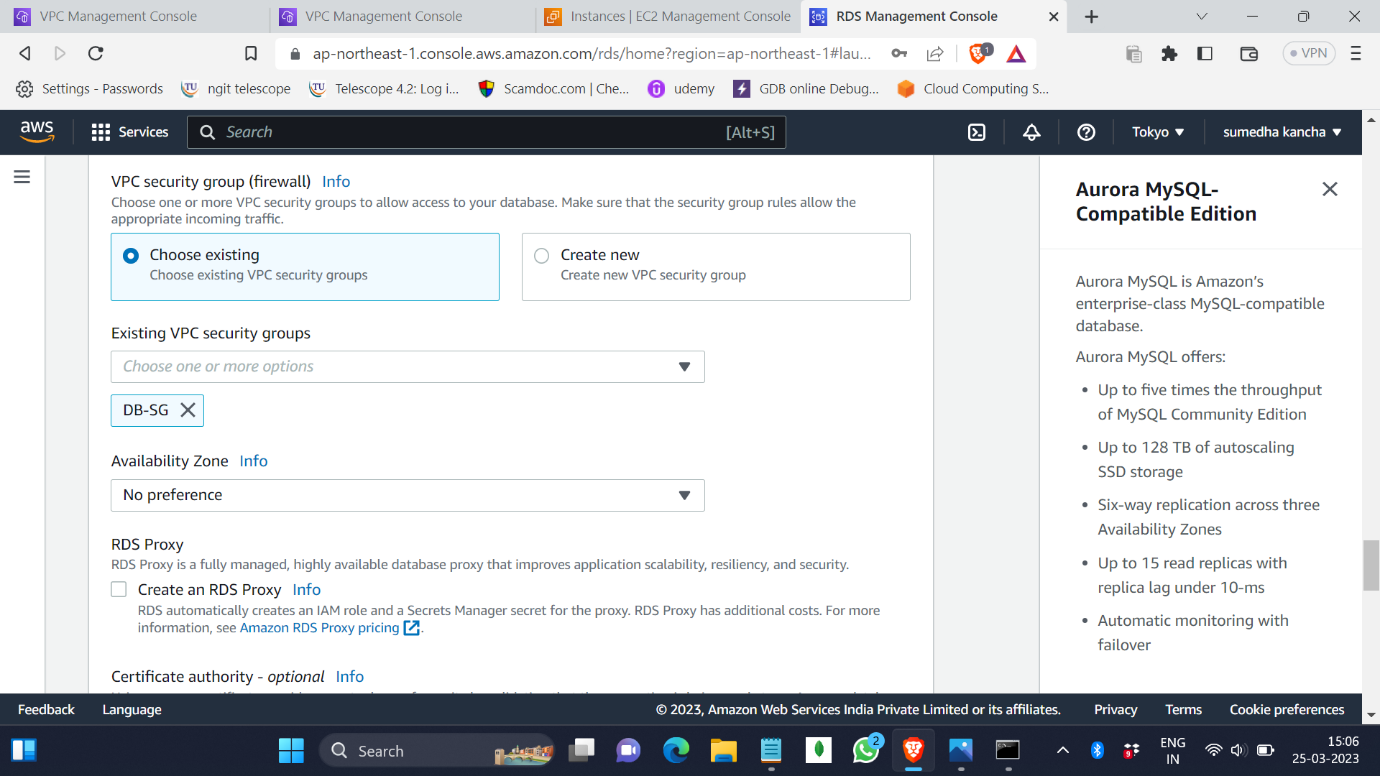 VPC Management Console
VPC Management Console
Instances | EC2 Management Console
RDS Management Console
ap-northeast-1.console.aws.amazon.com/rds/home?region=ap-northeast-1#lau...
1
VPN
Settings - Passwords
ngit telescope
Telescope 4.2: Log i...
Scamdoc.com | Che...
udemy
GDB online Debug...
Cloud Computing S...
aws
Services
Search
[Alt+S]
Tokyo
sumedha kancha
VPC security group (firewall) Info
Choose one or more VPC security groups to allow access to your database. Make sure that the security group rules allow the
appropriate incoming traffic.
Choose existing
Choose existing VPC security groups
Create new
Create new VPC security group
Existing VPC security groups
Choose one or more options
DB-SG
Availability Zone Info
No preference
RDS Proxy
RDS Proxy is a fully managed, highly available database proxy that improves application scalability, resiliency, and security.
Create an RDS Proxy Info
RDS automatically creates an IAM role and a Secrets Manager secret for the proxy. RDS Proxy has additional costs. For more
information, see Amazon RDS Proxy pricing.
Certificate authority - optional Info
Aurora MySQL-
Compatible Edition
Aurora MySQL is Amazon's
enterprise-class MySQL-compatible
database.
Aurora MySQL offers:
• Up to five times the throughput
of MySQL Community Edition
• Up to 128 TB of autoscaling
SSD storage
• Six-way replication across three
Availability Zones
• Up to 15 read replicas with
replica lag under 10-ms
• Automatic monitoring with
failover
Feedback
Language
© 2023, Amazon Web Services India Private Limited or its affiliates.
Privacy
Terms
Cookie preferences
Search
2
9
ENG
IN
15:06
25-03-2023